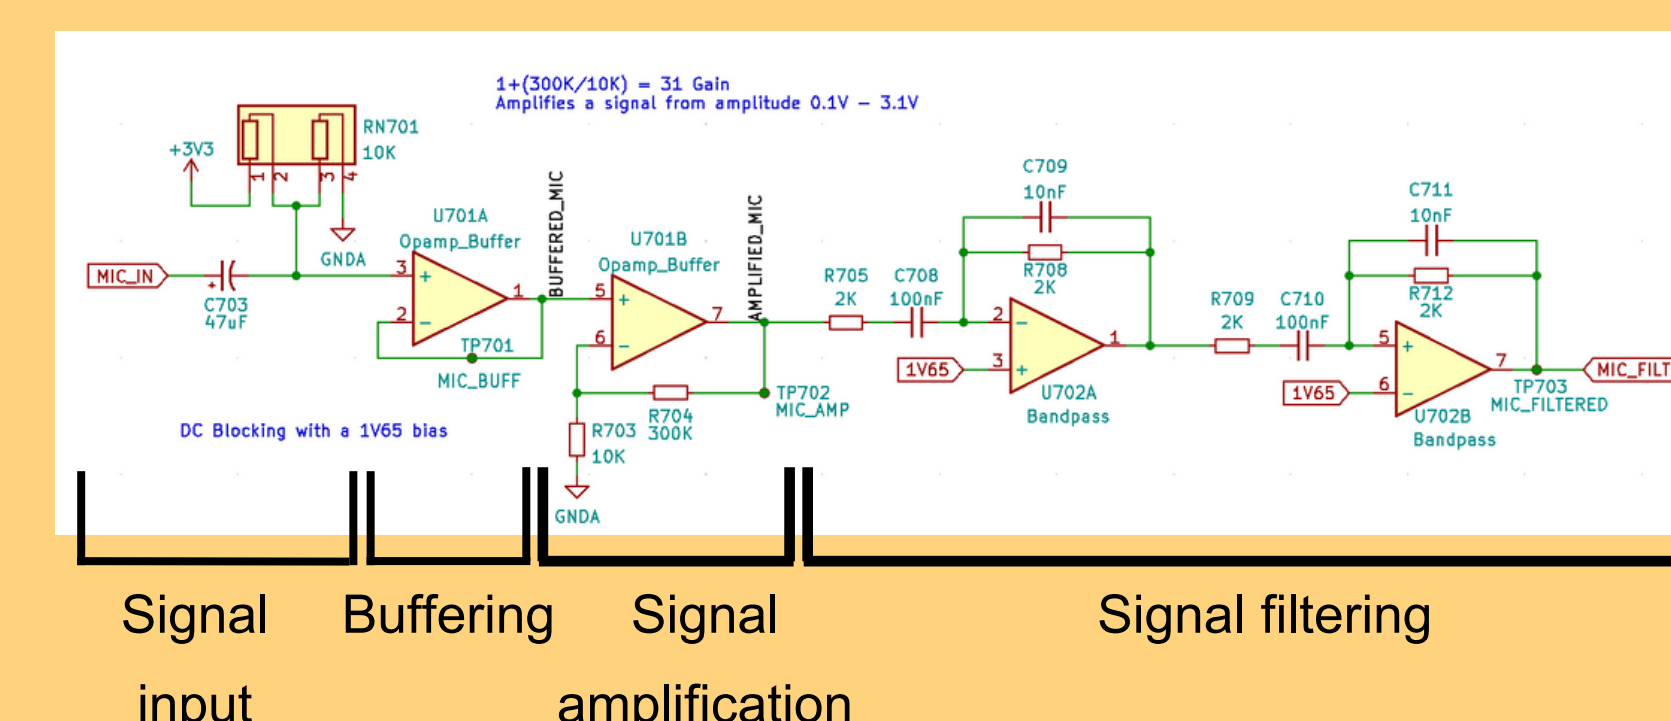 1+(300K/10K) = 31 Gain
Amplifies a signal from amplitude 0.1V – 3.1V
+3V3
RN701
10K
1 2 3 4
GNDA
MIC_IN
C703
47uF
U701A
Opamp_Buffer
3
+
2
−
1
TP701
MIC_BUFF
BUFFERED_MIC
U701B
Opamp_Buffer
5
+
6
−
7
AMPLIFIED_MIC
TP702
MIC_AMP
R704
300K
R703
10K
GNDA
DC Blocking with a 1V65 bias
R705
2K
C708
100nF
C709
10nF
R708
2K
2
−
3
+
1
1V65
U702A
Bandpass
R709
2K
C710
100nF
C711
10nF
R712
2K
5
+
6
−
7
1V65
U702B
Bandpass
TP703
MIC_FILTERED
MIC_FILT
Signal
input
Buffering
Signal
amplification
Signal filtering